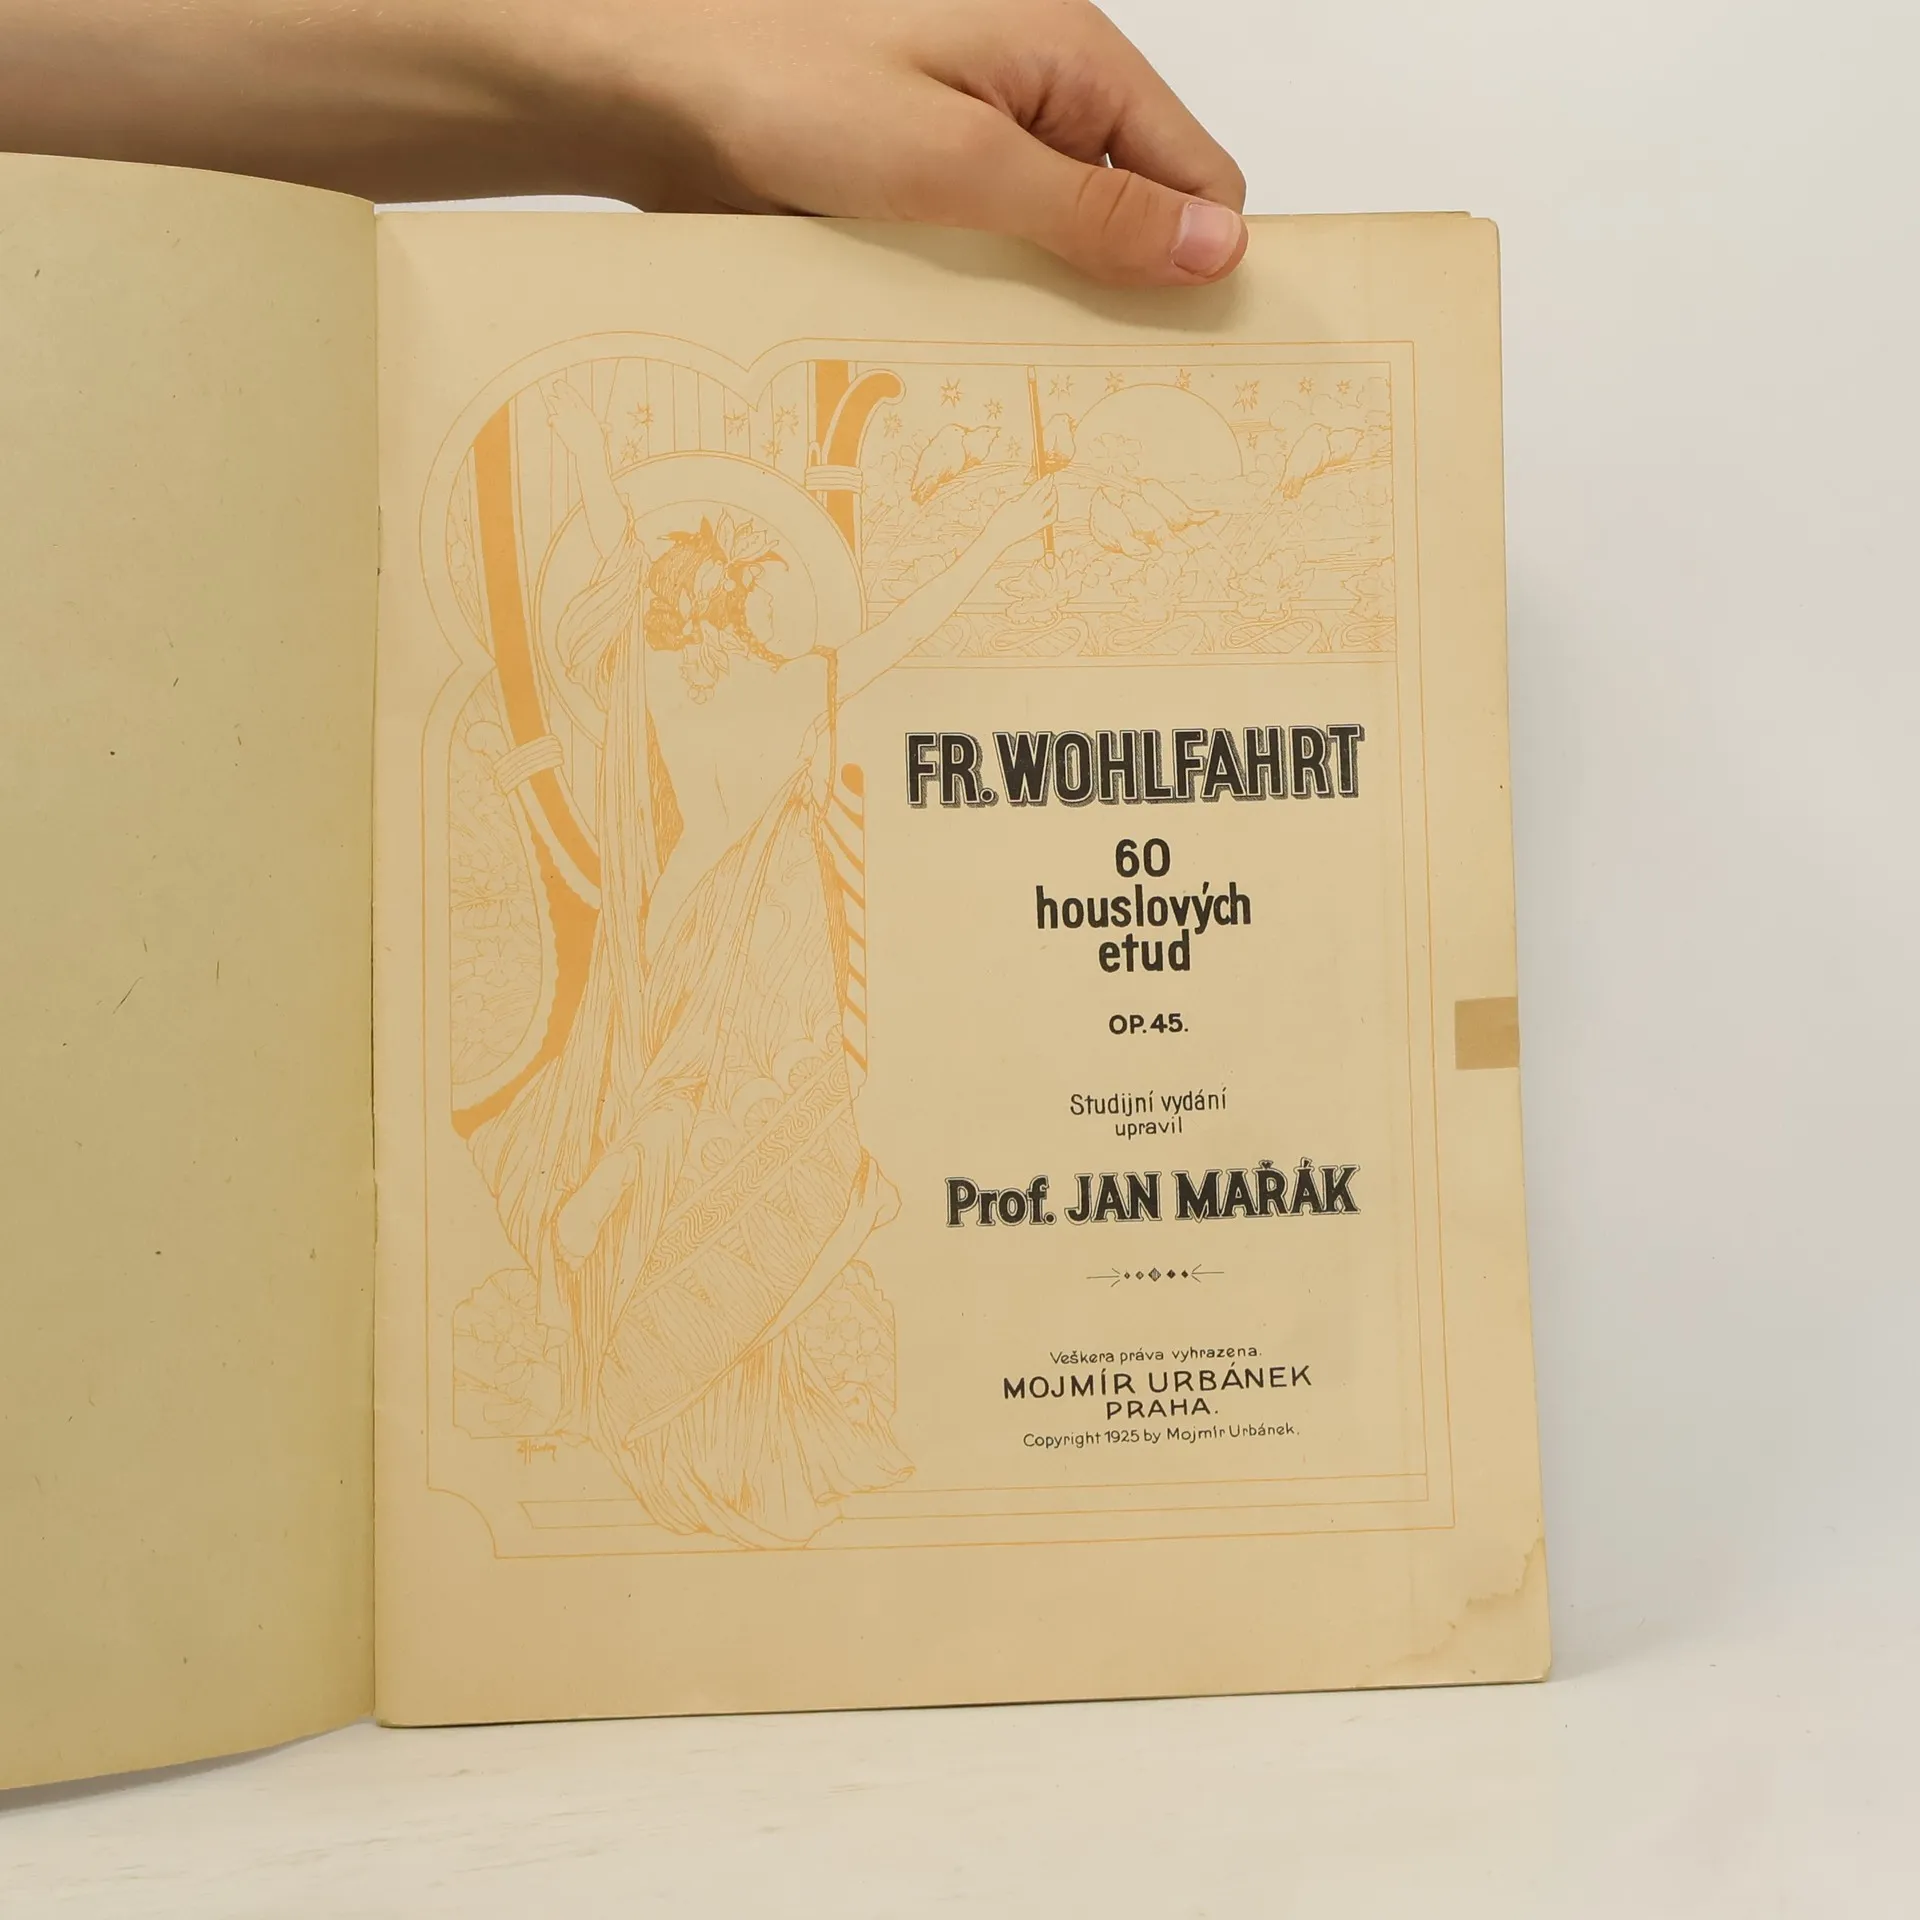 FR. WOHLFAHRT
60
houslových
etud
OP. 45.
Studijní vydání
upravil
Prof. JAN MAŘÁK
Veškera práva vyhrazena.
MOJMÍR URBÁNEK
PRAHA.
Copyright 1925 by Mojmír Urbánek.